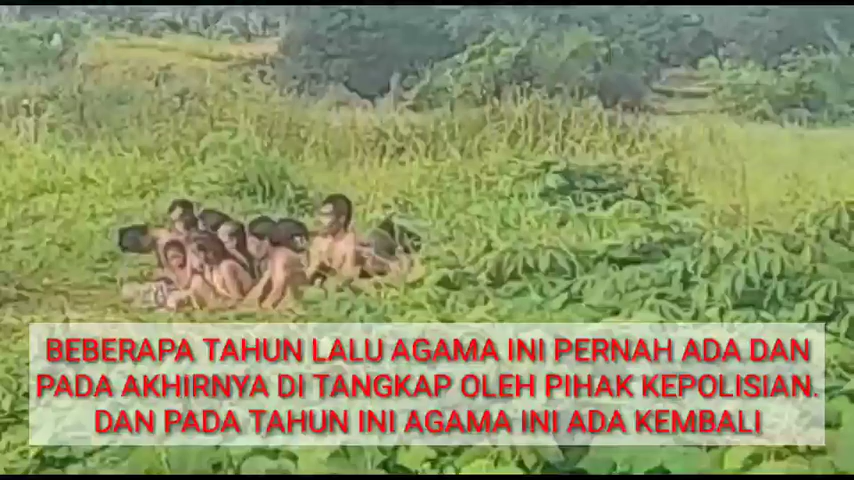 BEBERAPA TAHUN LALU AGAMA INI PERNAH ADA DAN
PADA AKHIRNYA DI TANGKAP OLEH PIHAK KEPOLISIAN.
DAN PADA TAHUN INI AGAMA INI ADA KEMBALI